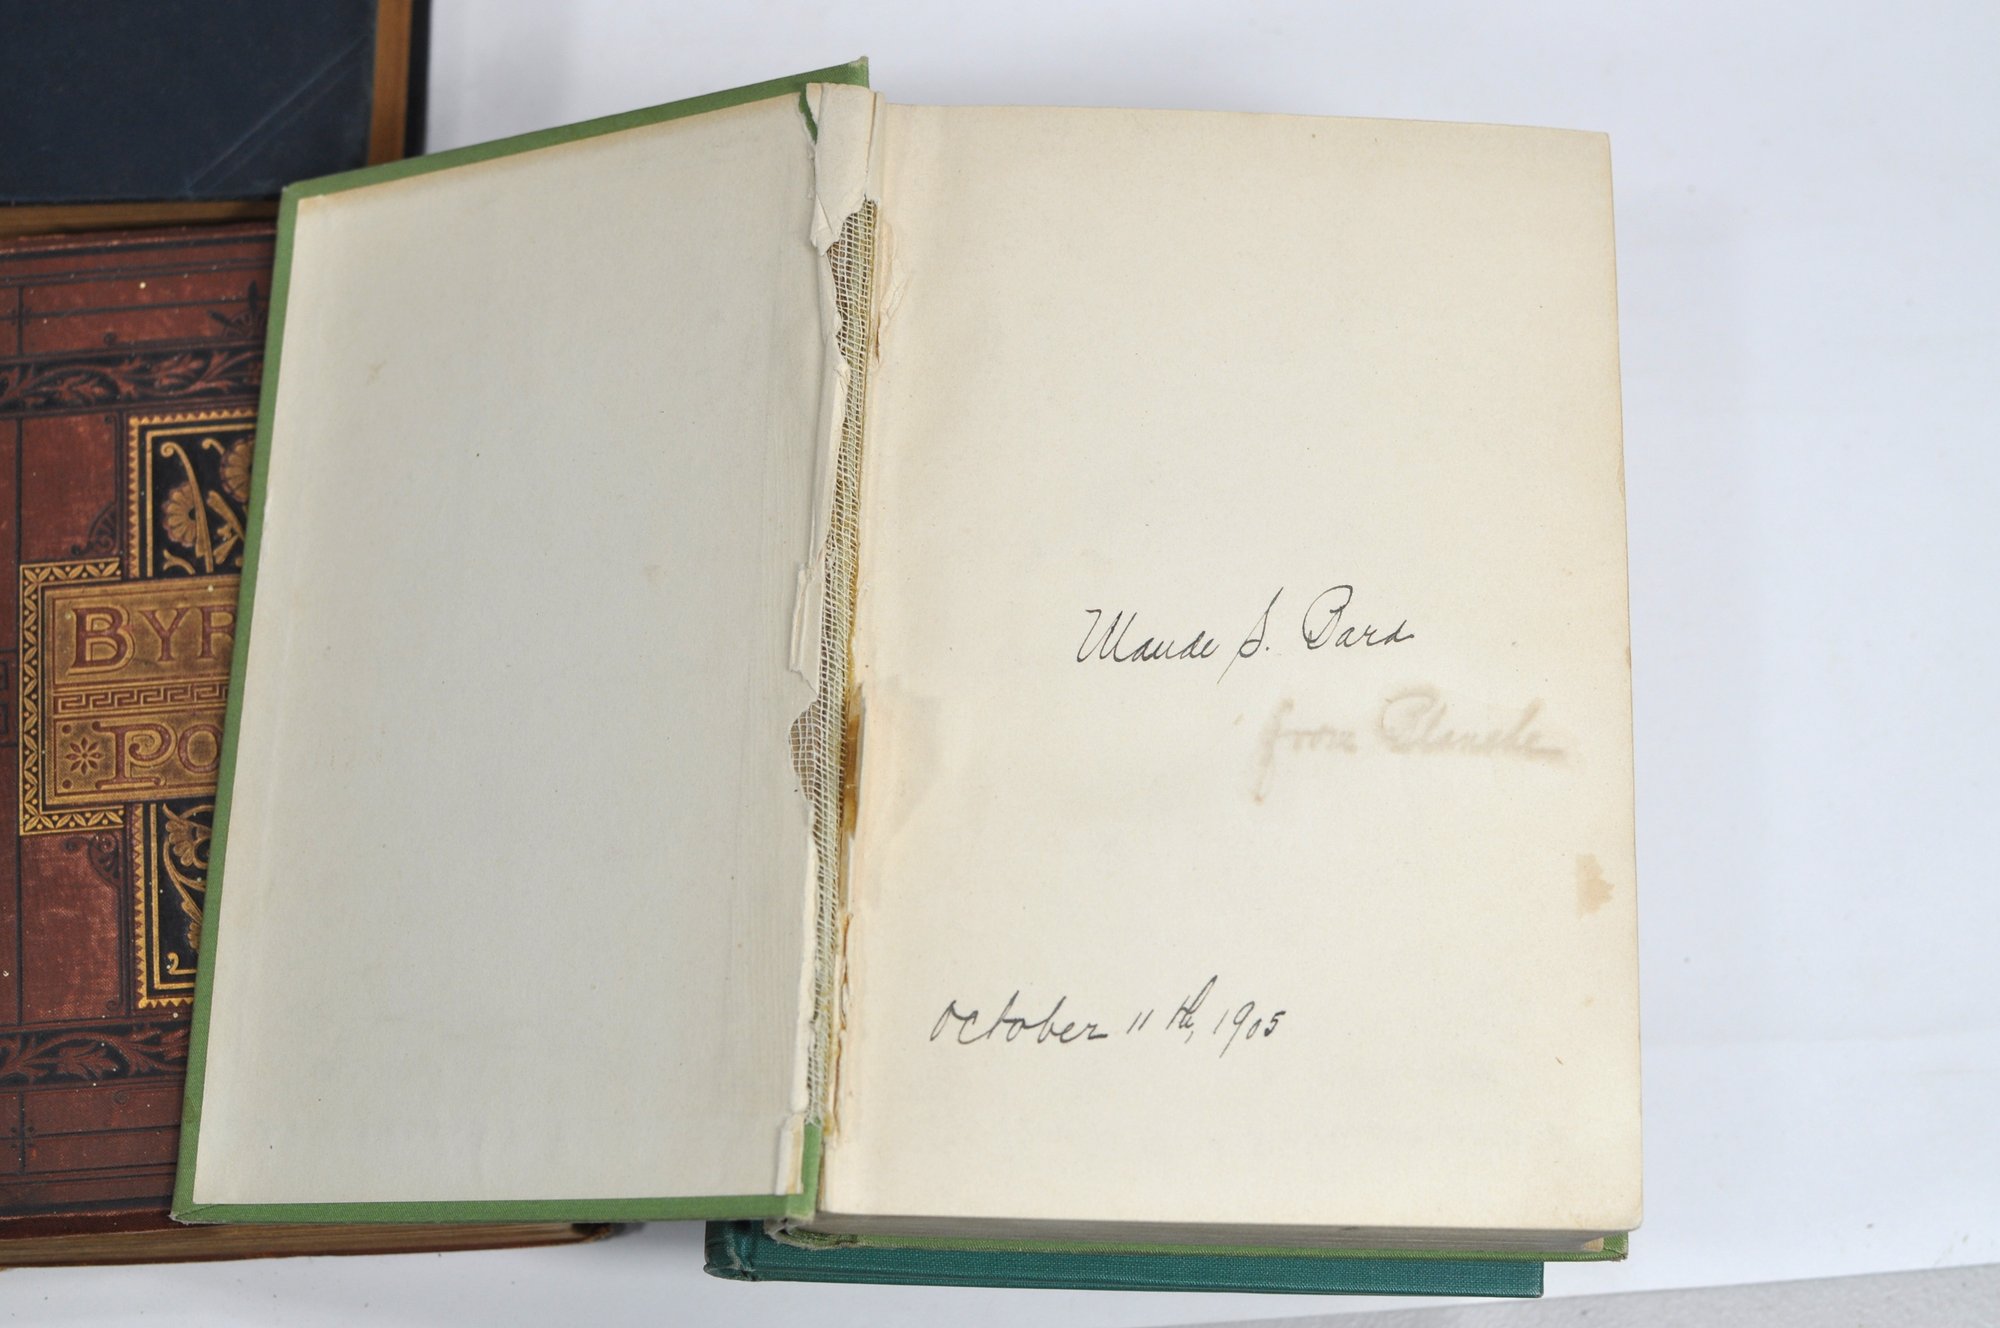 BYR
PO
Maude S. Bard
from Blanche
October 11th, 1905